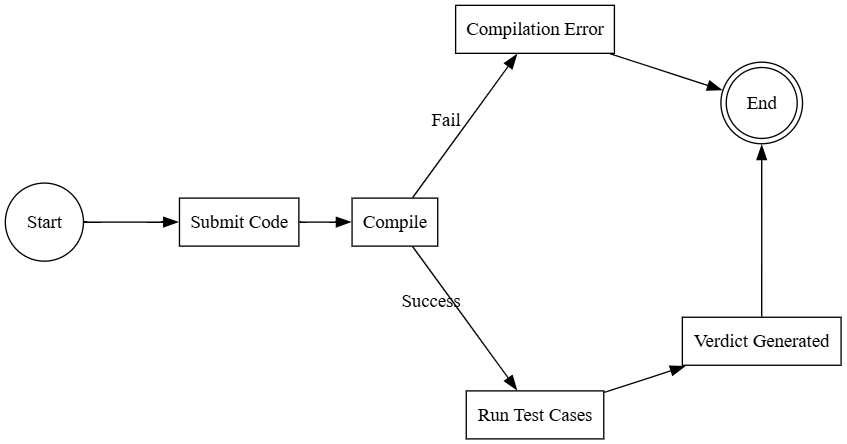 Compilation Error
End
Fail
Start
Submit Code
Compile
Success
Verdict Generated
Run Test Cases